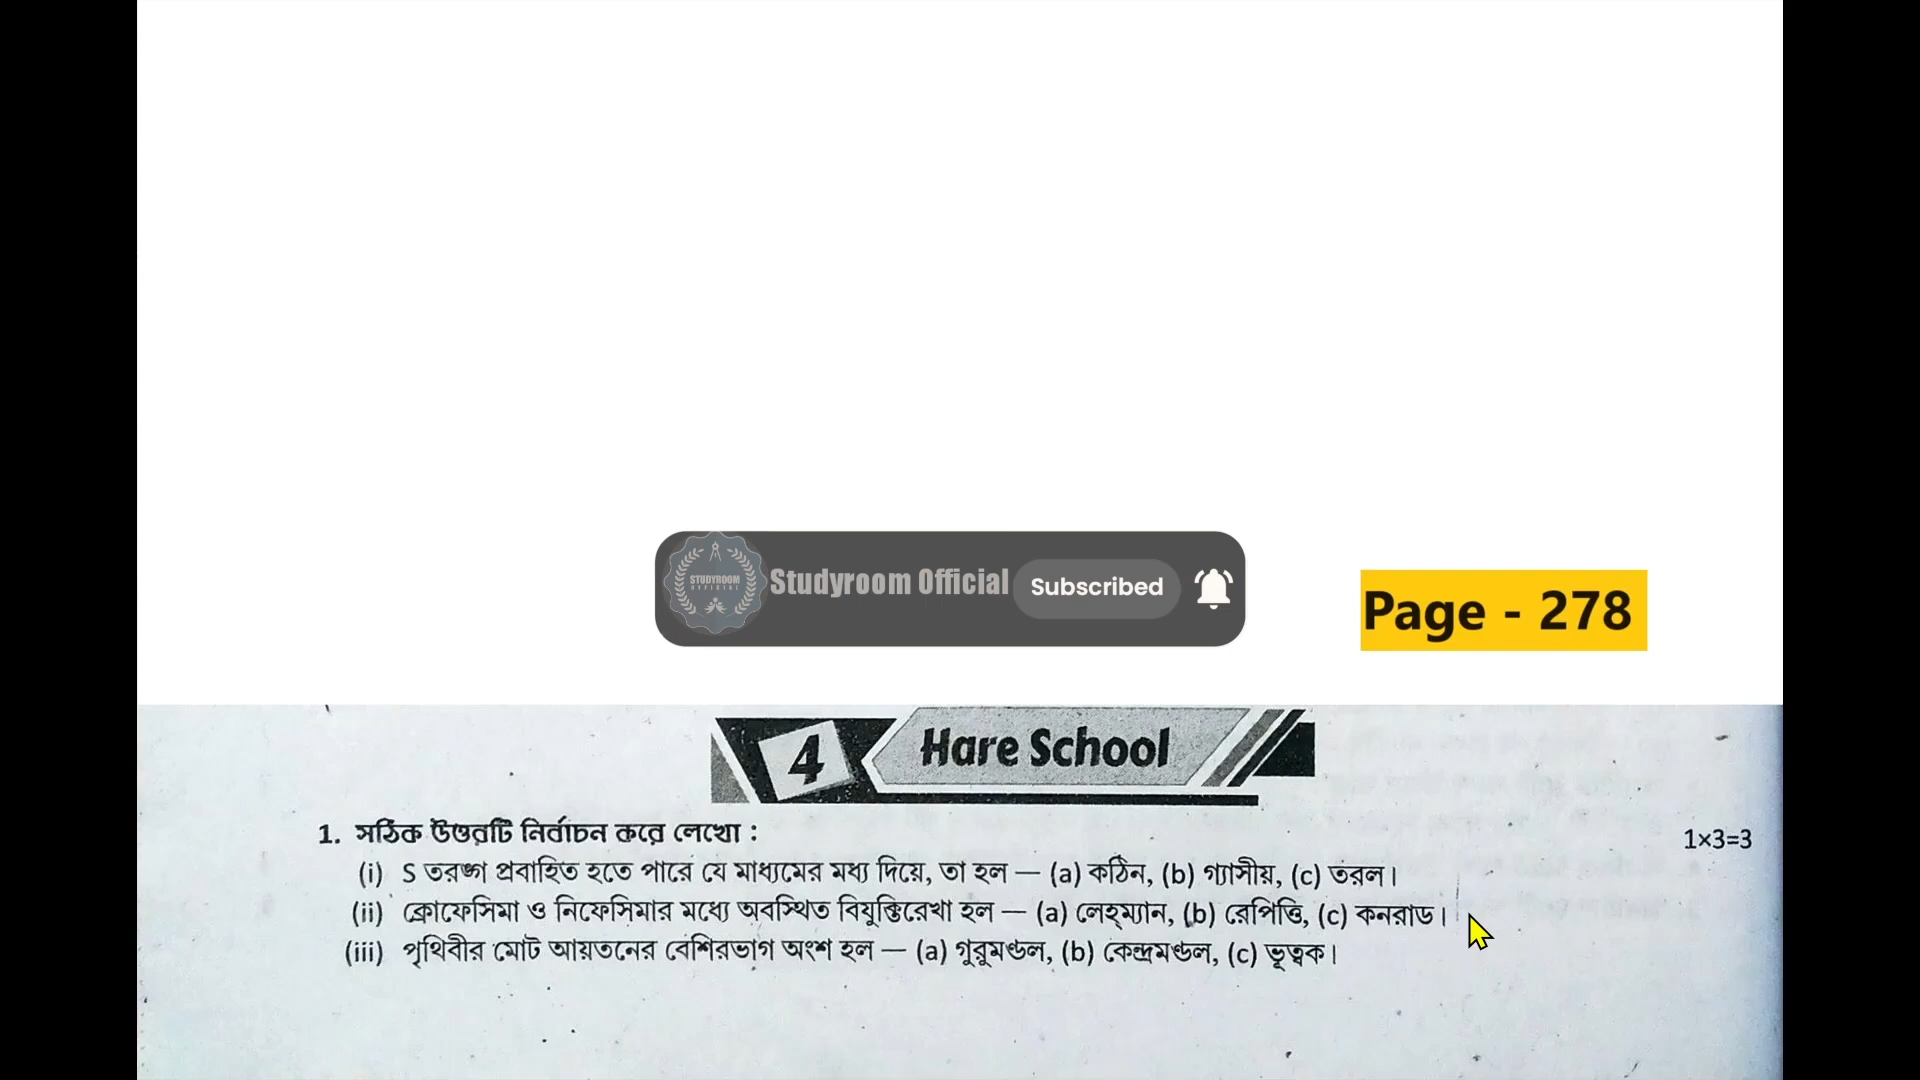 STUDYROOM
OFFICIAL
Studyroom Official
Subscribed
Page - 278
4
Hare School
1. সঠিক উত্তরটি নির্বাচন করে লেখো :
1×3=3
(i) S তরঙ্গ প্রবাহিত হতে পারে যে মাধ্যমের মধ্য দিয়ে, তা হল — (a) কঠিন, (b) গ্যাসীয়, (c) তরল।
(ii) ক্রোফেসিমা ও নিফেসিমার মধ্যে অবস্থিত বিযুক্তিরেখা হল — (a) লেহ্‌ম্যান, (b) রেপিত্তি, (c) কনরাড।
(iii) পৃথিবীর মোট আয়তনের বেশিরভাগ অংশ হল — (a) গুরুমণ্ডল, (b) কেন্দ্রমণ্ডল, (c) ভূত্বক।